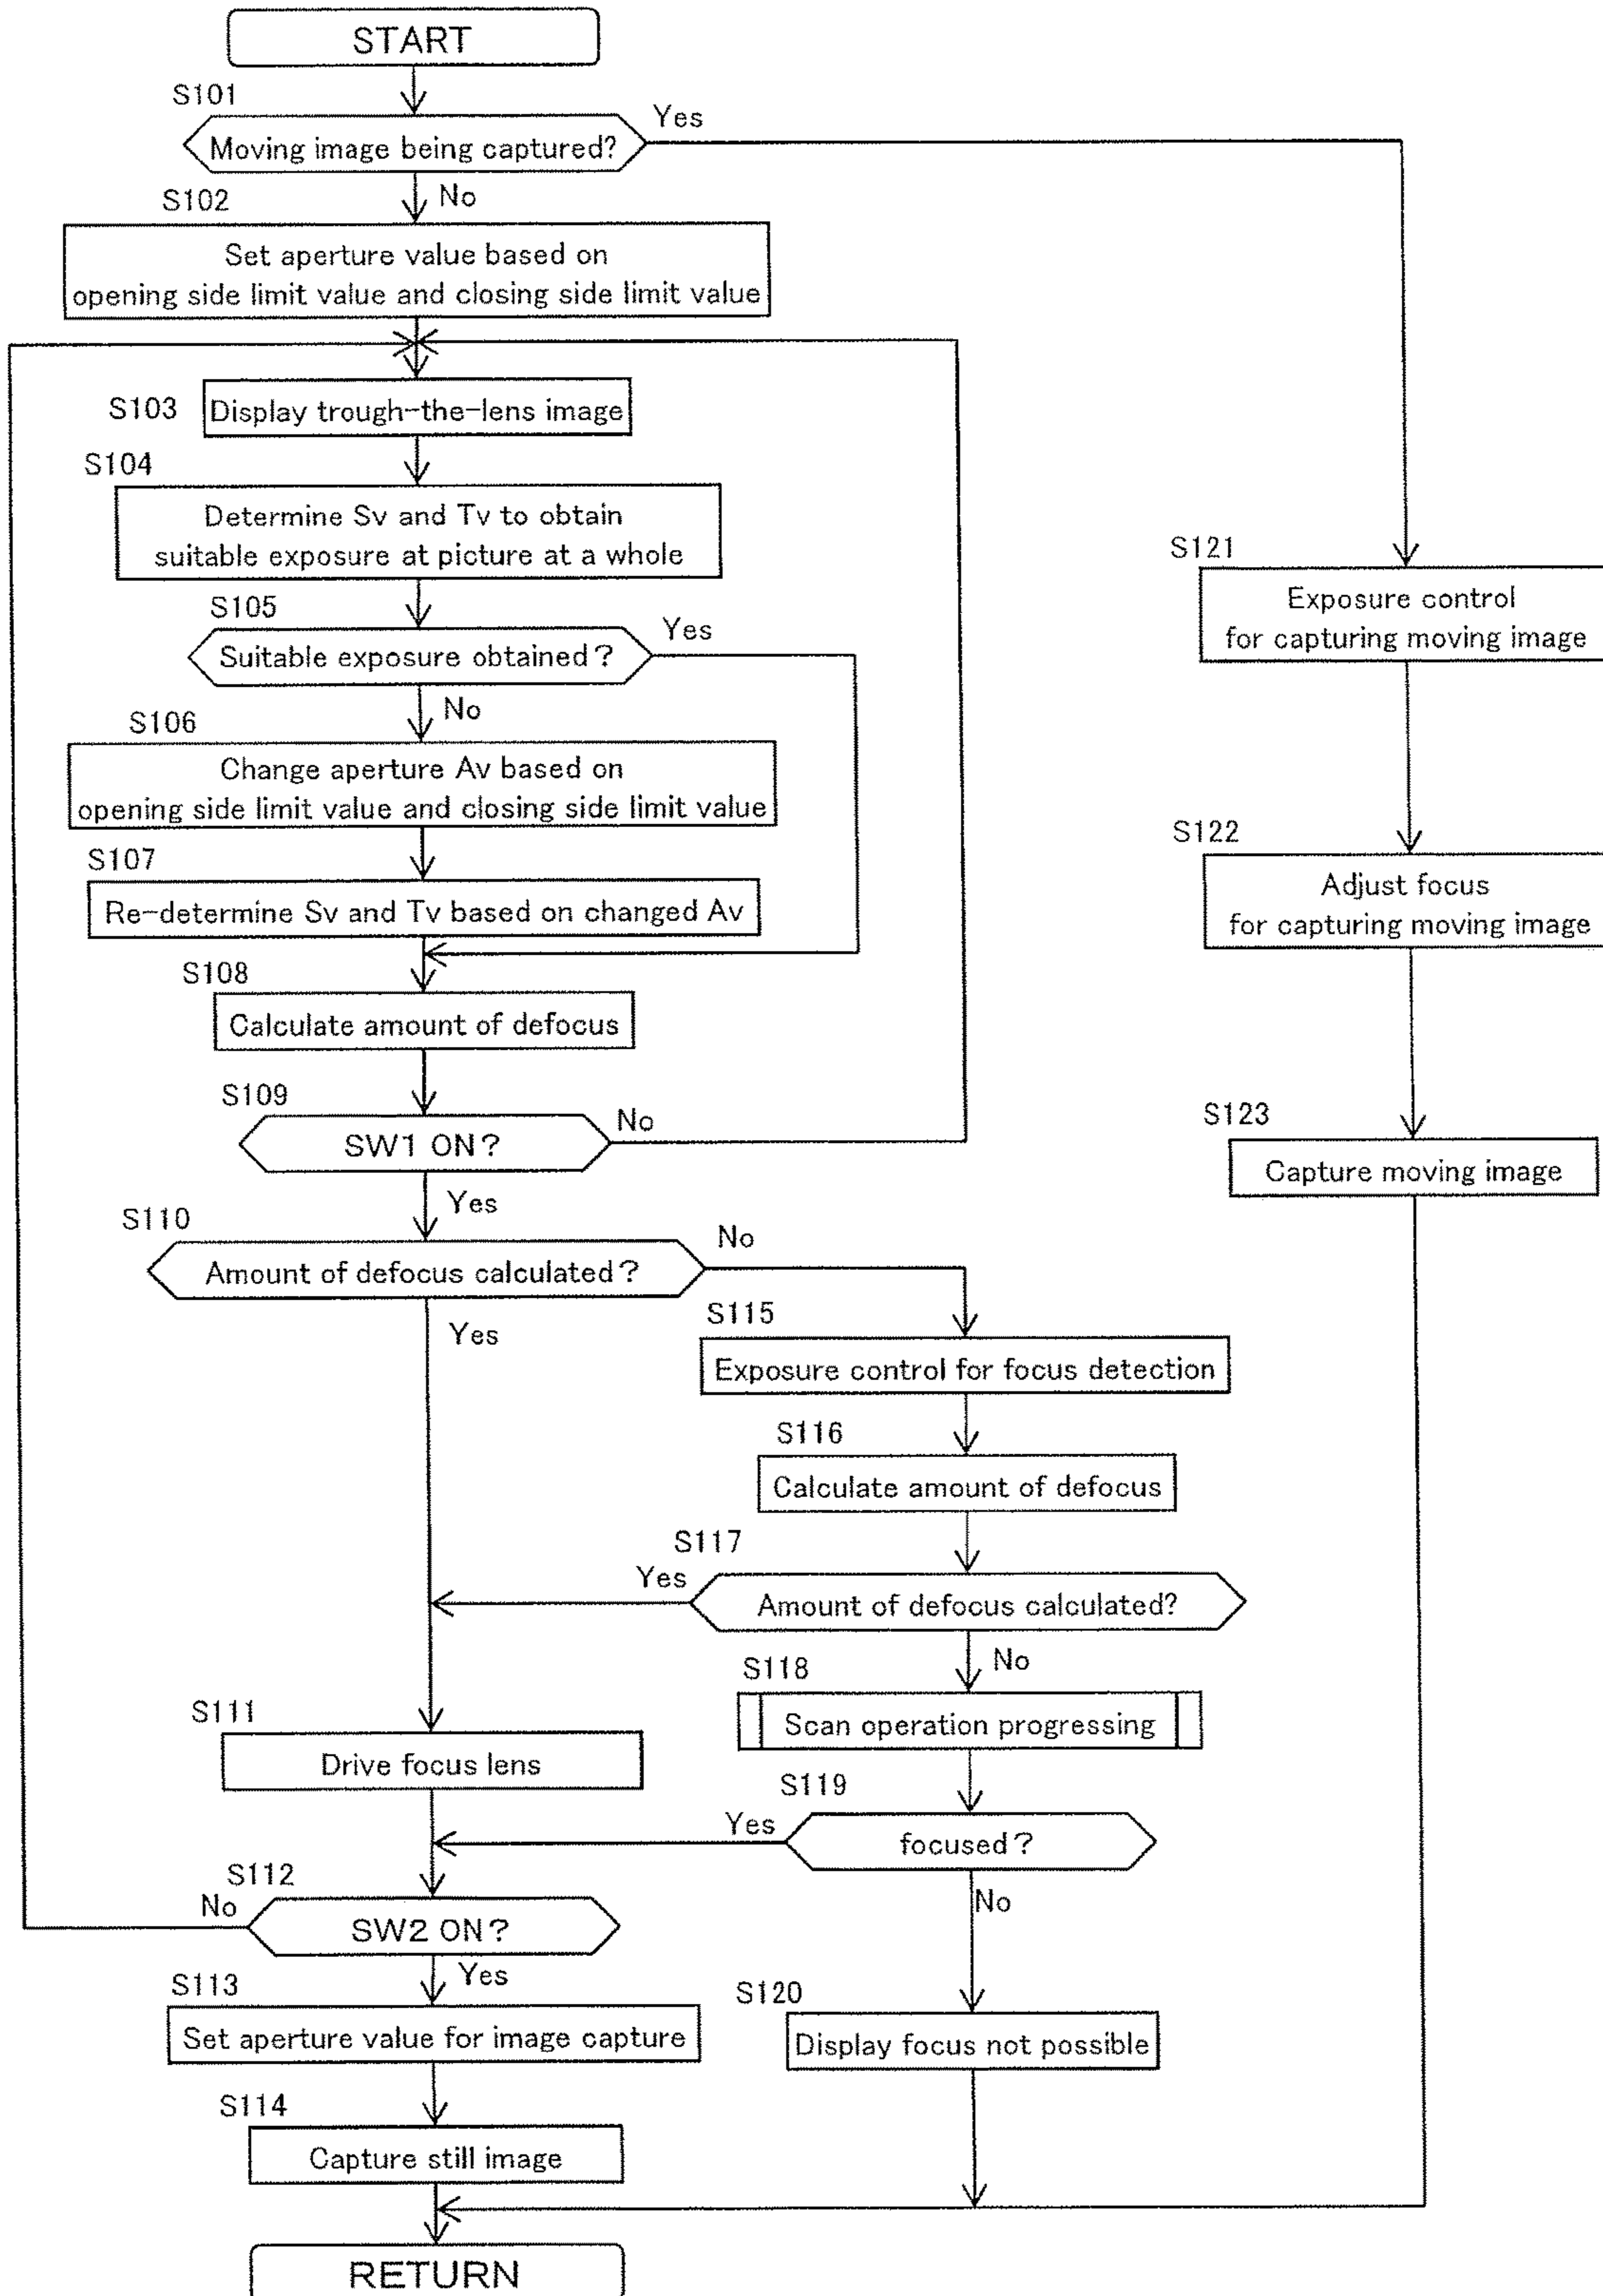 START
S101
Moving image being captured?
Yes
No
S102
Set aperture value based on
opening side limit value and closing side limit value
S103
Display trough-the-lens image
S104
Determine Sv and Tv to obtain
suitable exposure at picture at a whole
S105
Suitable exposure obtained?
Yes
No
S106
Change aperture Av based on
opening side limit value and closing side limit value
S107
Re-determine Sv and Tv based on changed Av
S108
Calculate amount of defocus
S109
SW1 ON?
No
Yes
S110
Amount of defocus calculated?
No
Yes
S115
Exposure control for focus detection
S116
Calculate amount of defocus
S117
Yes
Amount of defocus calculated?
No
S118
Scan operation progressing
S111
Drive focus lens
S119
Yes
focused?
No
S112
No
SW2 ON?
Yes
S113
Set aperture value for image capture
S120
Display focus not possible
S114
Capture still image
RETURN
S121
Exposure control
for capturing moving image
S122
Adjust focus
for capturing moving image
S123
Capture moving image